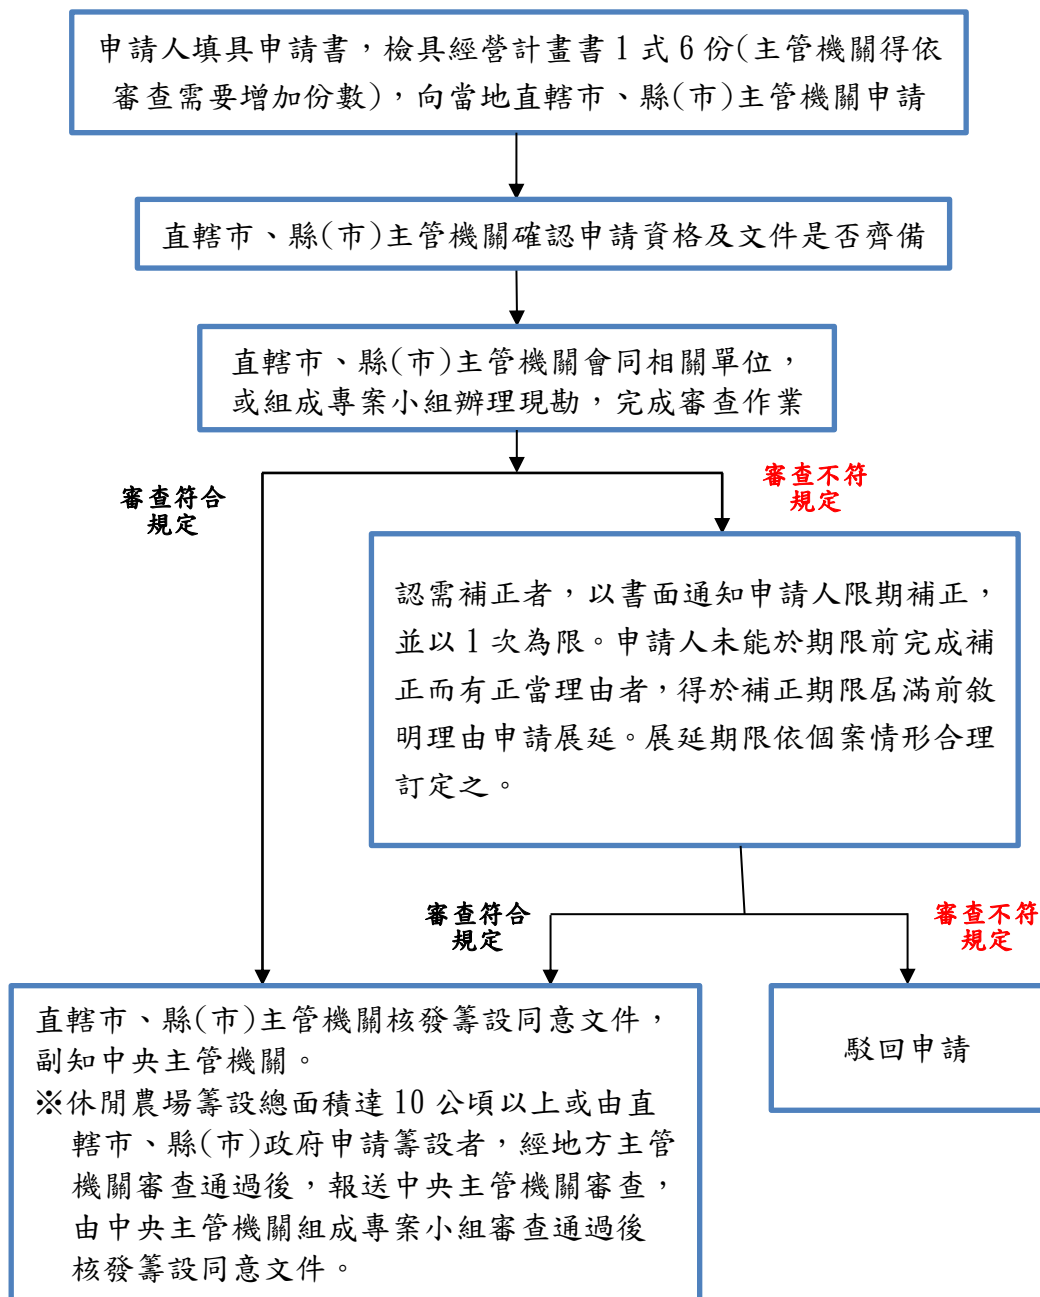 申請人填具申請書，檢具經營計畫書 1 式 6 份(主管機關得依
審查需要增加份數)，向當地直轄市、縣(市)主管機關申請
直轄市、縣(市)主管機關確認申請資格及文件是否齊備
直轄市、縣(市)主管機關會同相關單位，
或組成專案小組辦理現勘，完成審查作業
審查符合
規定
審查不符
規定
認需補正者，以書面通知申請人限期補正，
並以 1 次為限。申請人未能於期限前完成補
正而有正當理由者，得於補正期限屆滿前敘
明理由申請展延。展延期限依個案情形合理
訂定之。
審查符合
規定
審查不符
規定
直轄市、縣(市)主管機關核發籌設同意文件，
副知中央主管機關。
※休閒農場籌設總面積達 10 公頃以上或由直
轄市、縣(市)政府申請籌設者，經地方主管
機關審查通過後，報送中央主管機關審查，
由中央主管機關組成專案小組審查通過後
核發籌設同意文件。
駁回申請